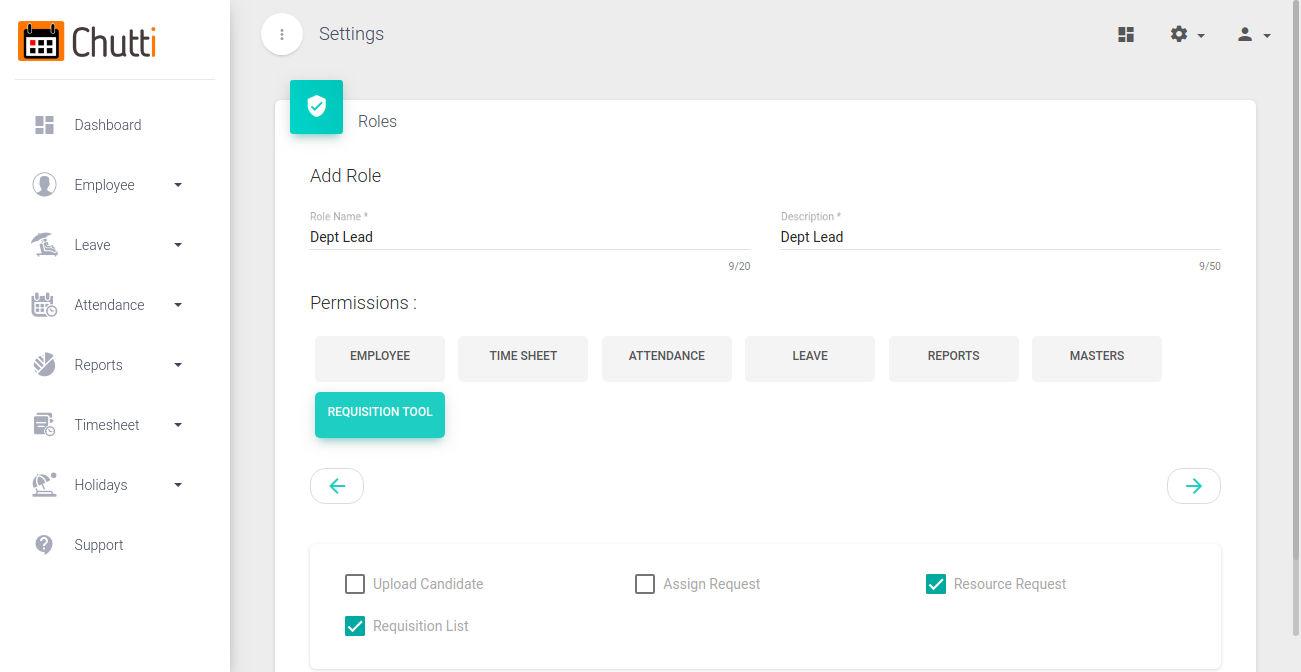 Chutti
Settings
Dashboard
Employee
Leave
Attendance
Reports
Timesheet
Holidays
Support
Roles
Add Role
Role Name *
Description *
Dept Lead
Dept Lead
9/20
9/50
Permissions :
EMPLOYEE
TIME SHEET
ATTENDANCE
LEAVE
REPORTS
MASTERS
REQUISITION TOOL
Upload Candidate
Assign Request
Resource Request
Requisition List